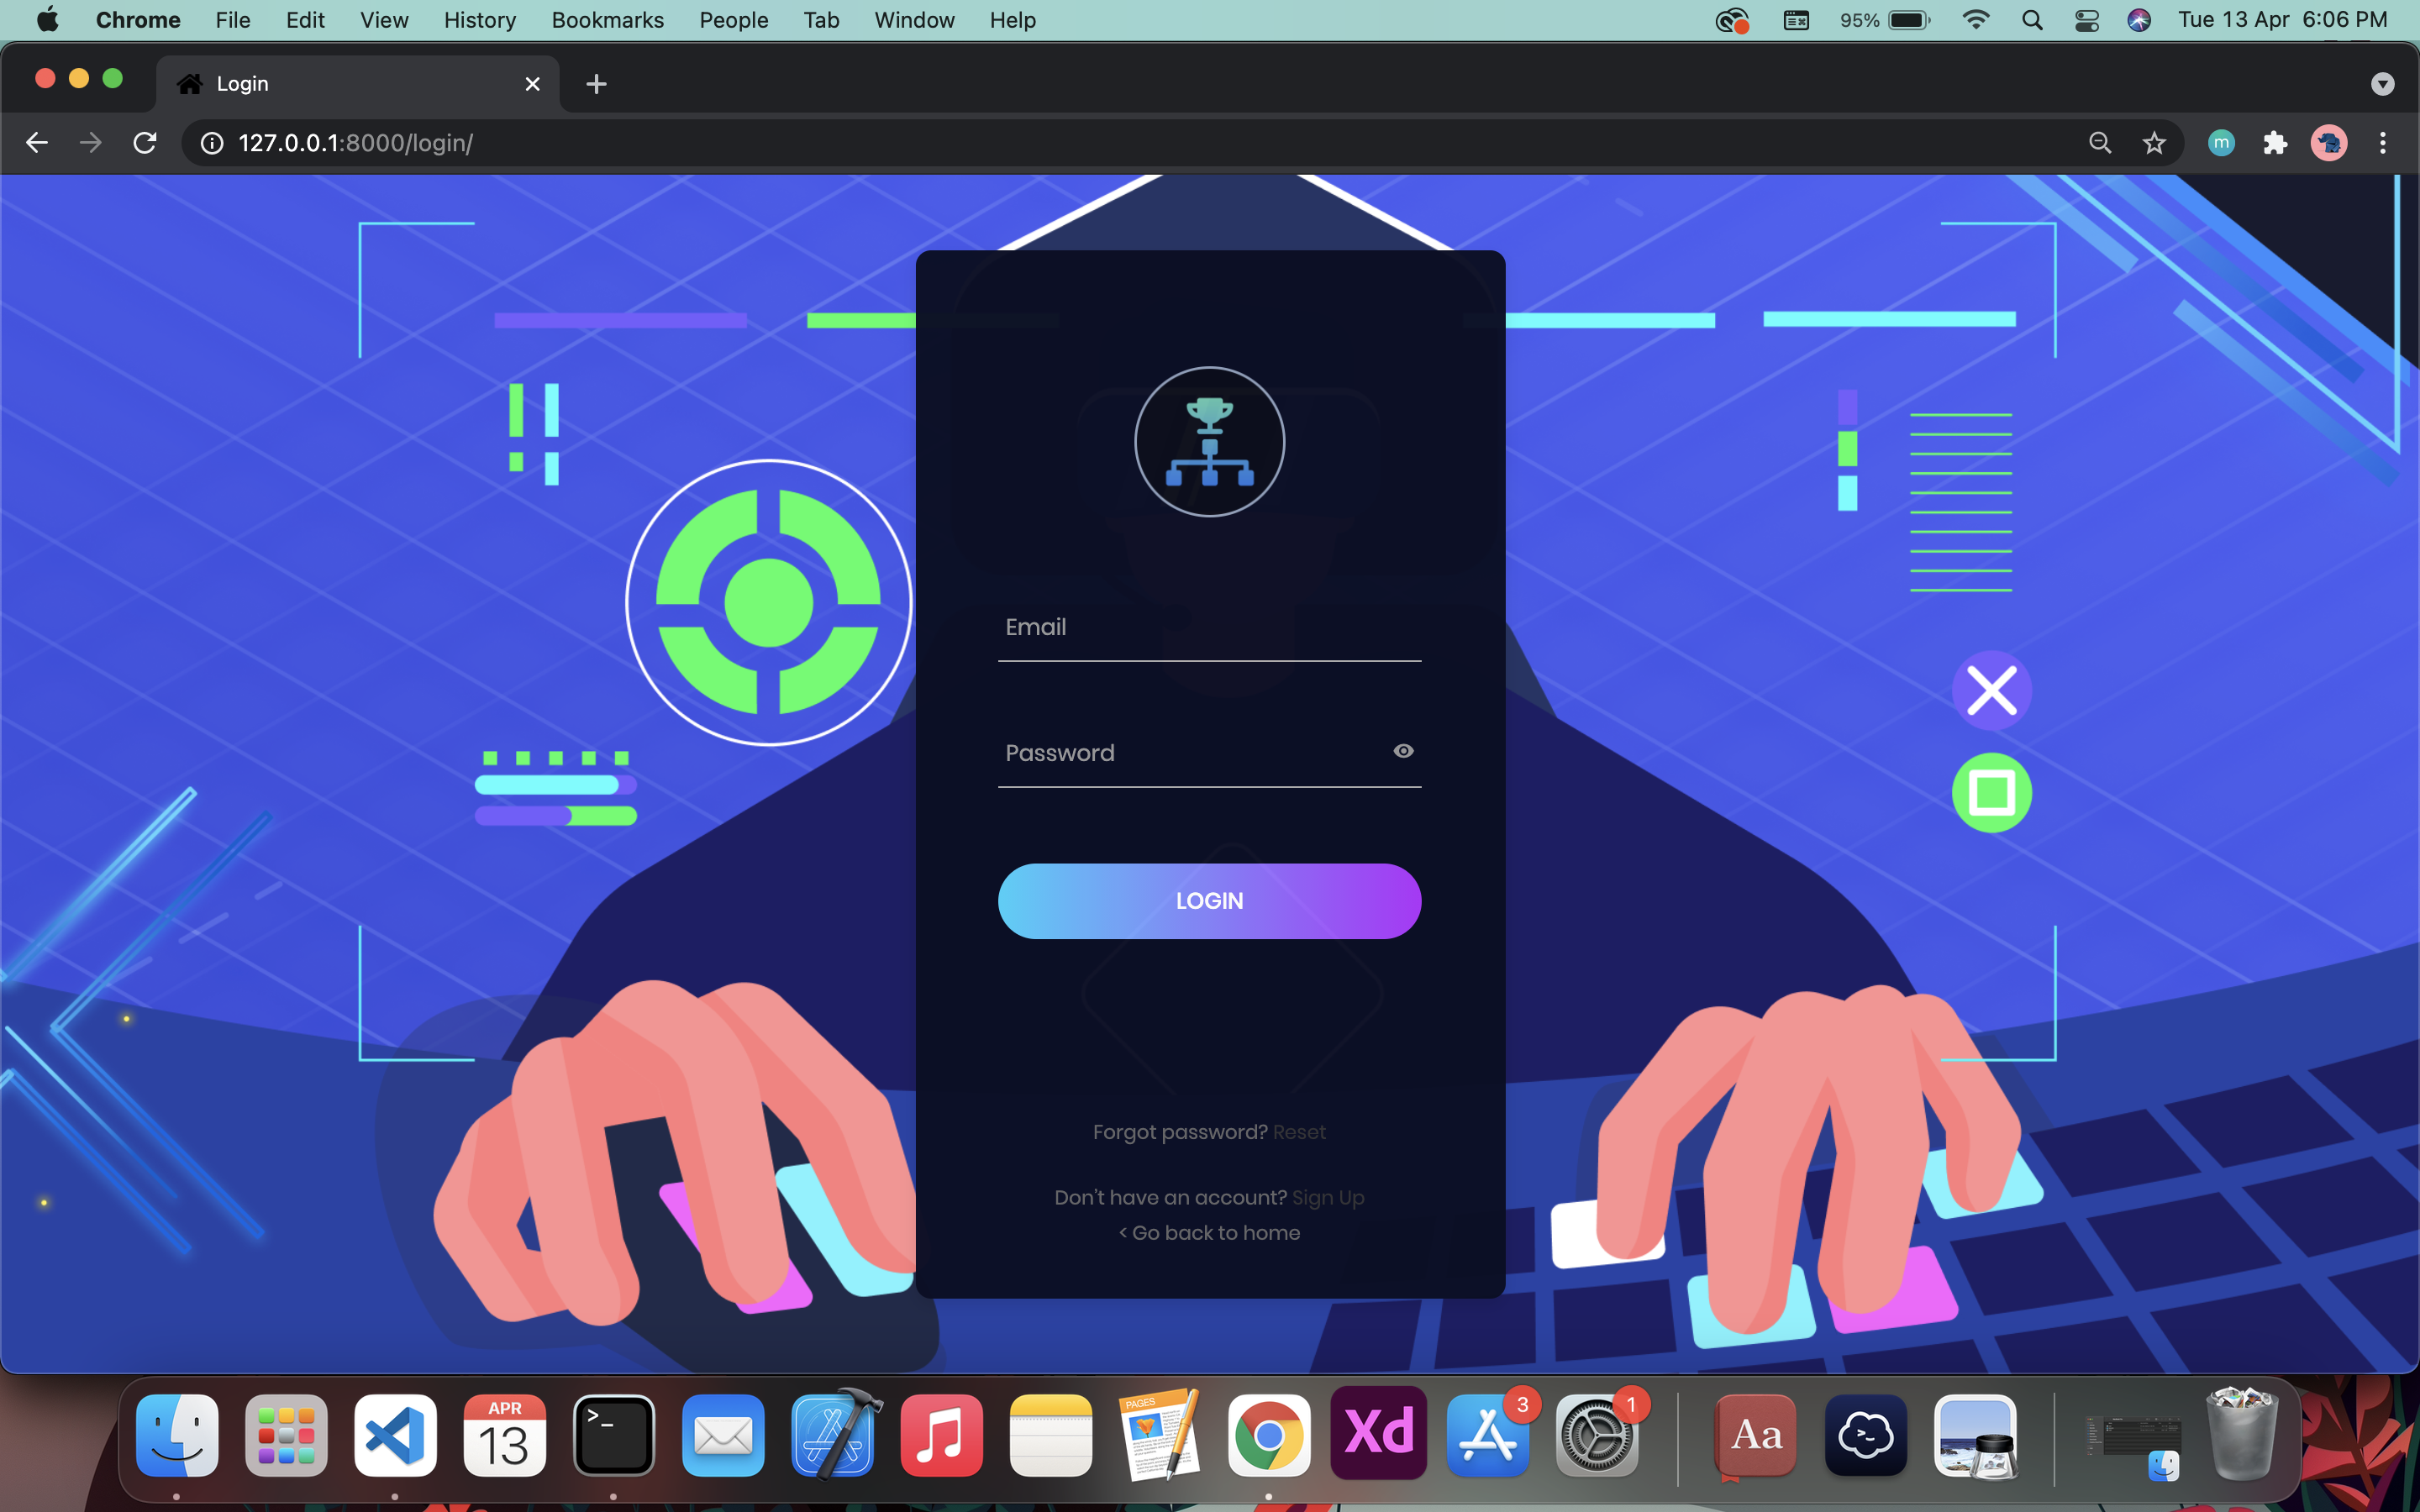 Chrome File Edit View History Bookmarks People Tab Window Help 95% Tue 13 Apr 6:06 PM
Login
127.0.0.1:8000/login/ m
Email
Password
LOGIN
Forgot password? Reset
Don't have an account? Sign Up
< Go back to home
APR
13
>_
PAGES
Xd
3
1
Aa
>_